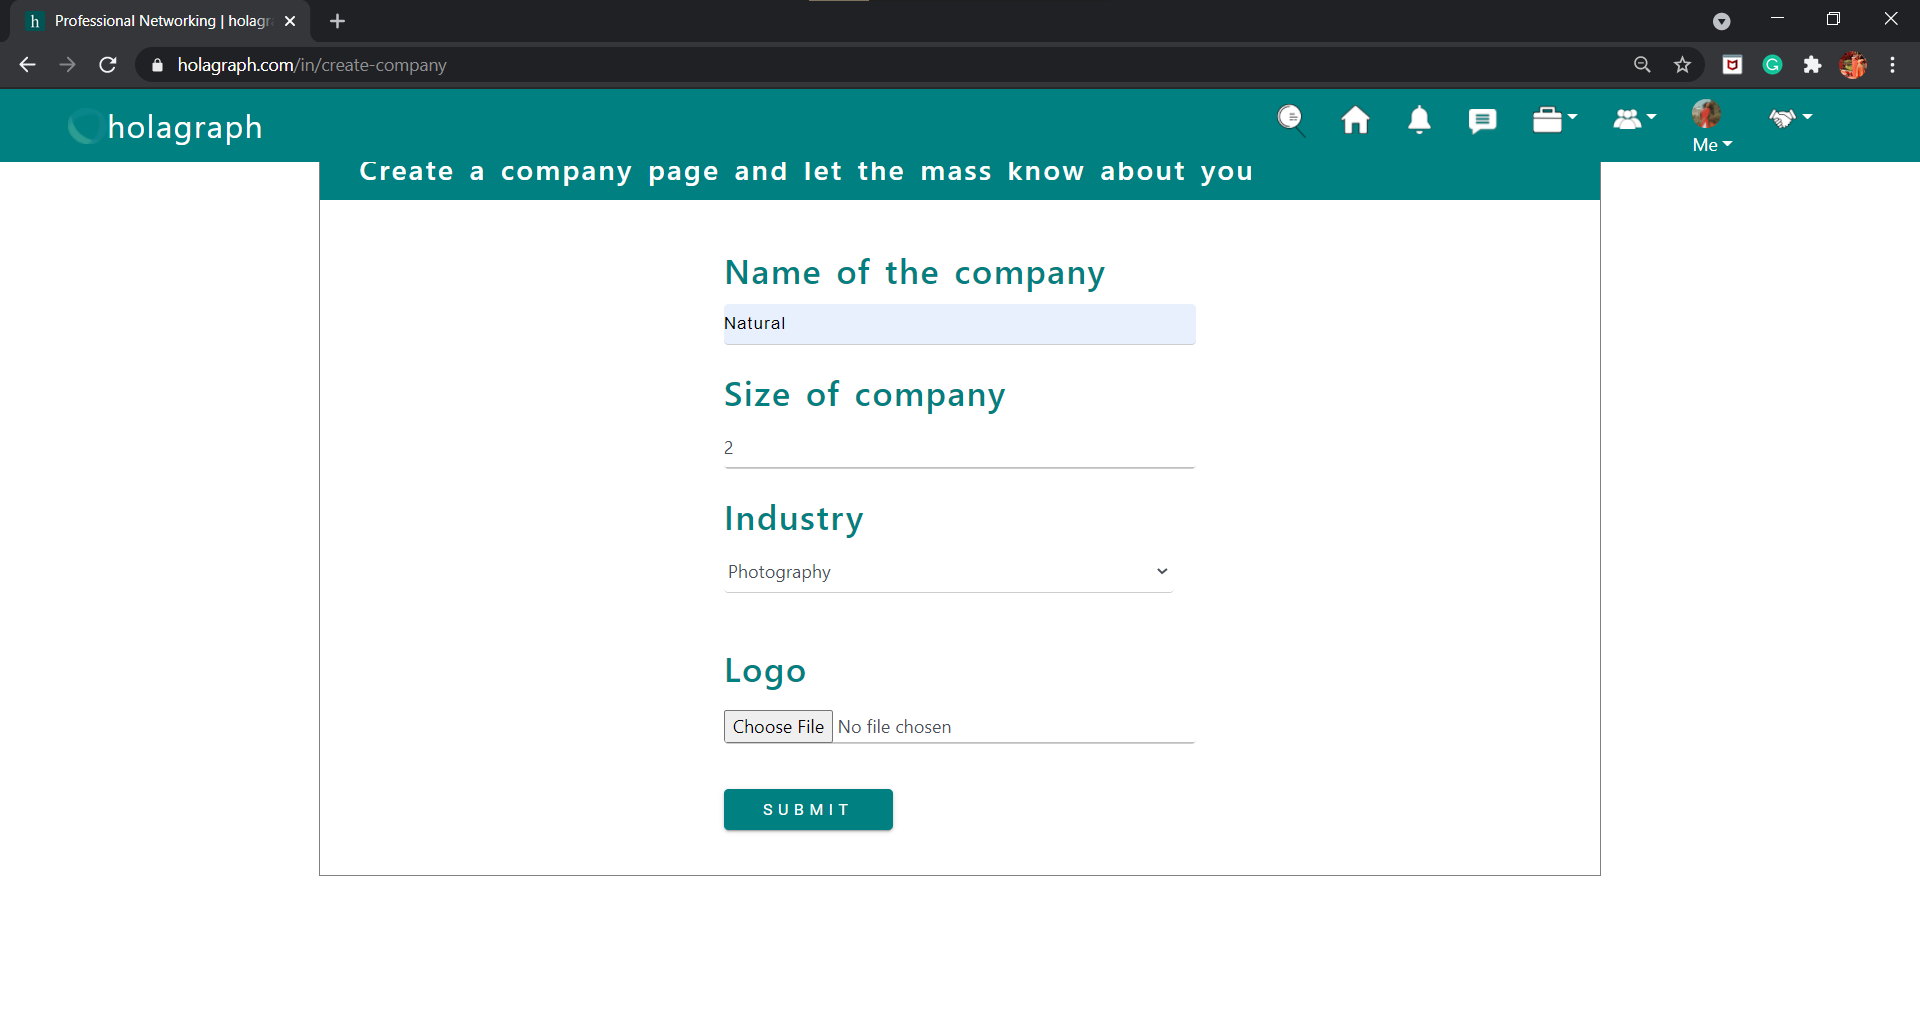 h Professional Networking | holagr
holagraph.com/in/create-company
holagraph
Me
Create a company page and let the mass know about you
Name of the company
Natural
Size of company
2
Industry
Photography
Logo
Choose File No file chosen
SUBMIT